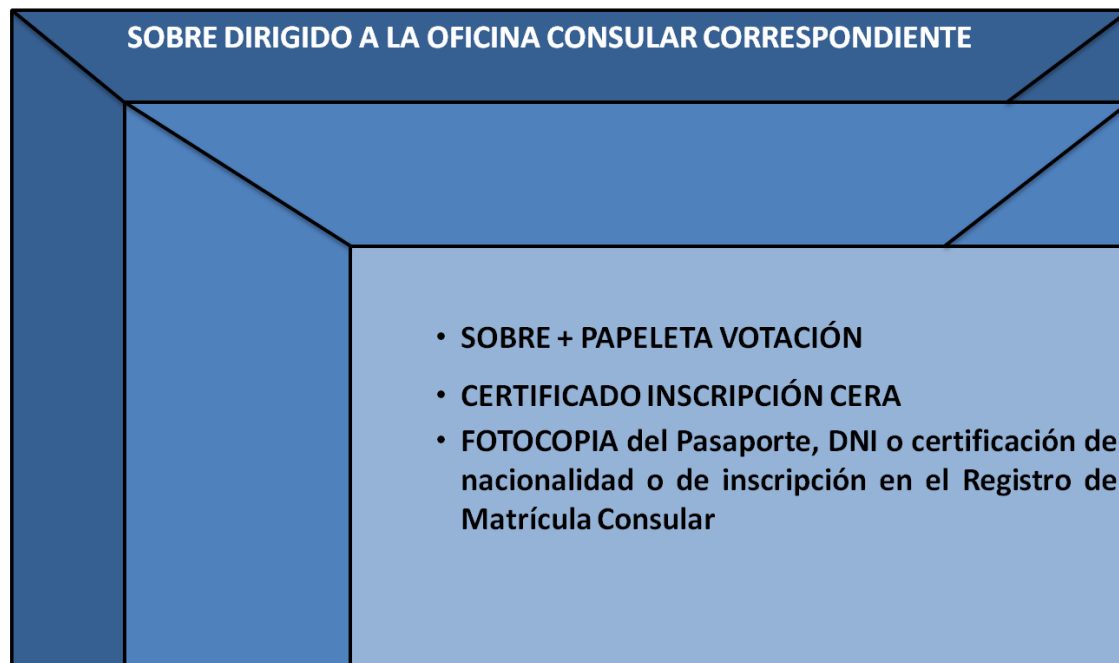 SOBRE DIRIGIDO A LA OFICINA CONSULAR CORRESPONDIENTE
• SOBRE + PAPELETA VOTACIÓN
• CERTIFICADO INSCRIPCIÓN CERA
• FOTOCOPIA del Pasaporte, DNI o certificación de
nacionalidad o de inscripción en el Registro de
Matrícula Consular